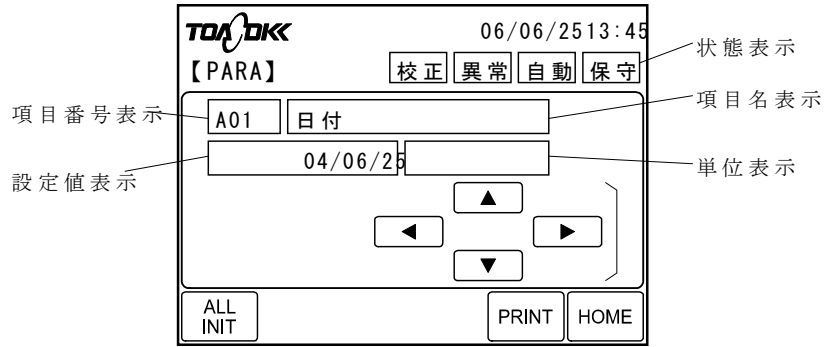 TOA DKK 06/06/2513:45
状態表示
【PARA】 校正 異常 自動 保守
項目番号表示 A01 日付 項目名表示
設定値表示 04/06/25 単位表示
▲
◀ ▶
▼
ALL INIT PRINT HOME